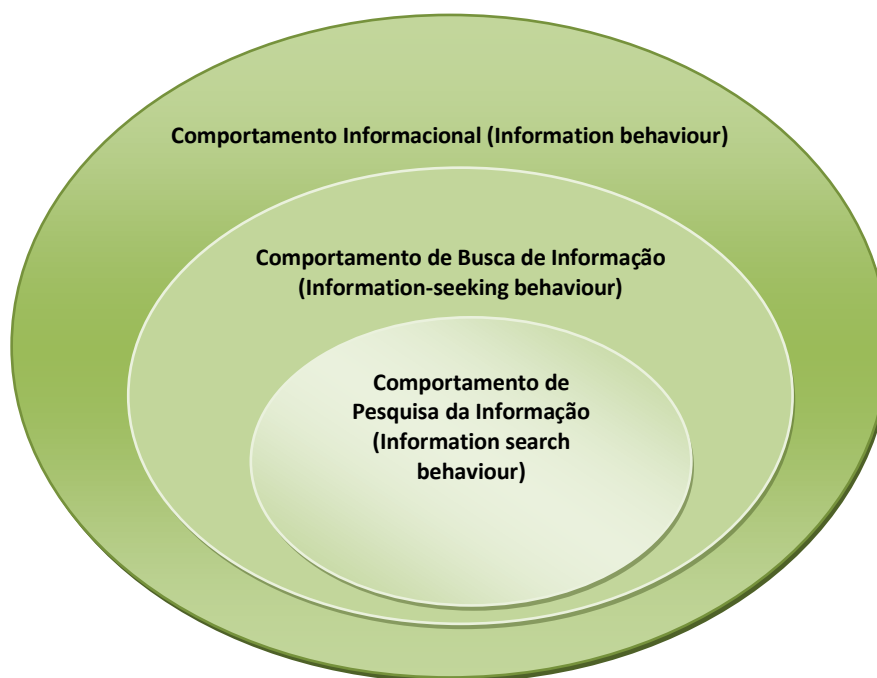 Comportamento Informacional (Information behaviour)
Comportamento de Busca de Informação
(Information-seeking behaviour)
Comportamento de
Pesquisa da Informação
(Information search
behaviour)